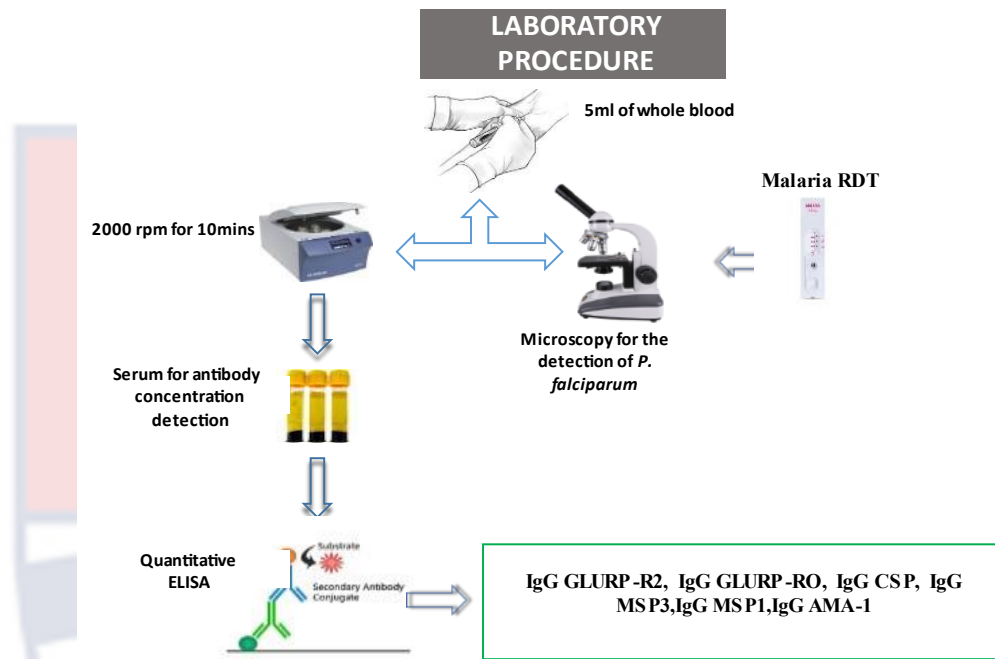 LABORATORY
PROCEDURE
5ml of whole blood
Malaria RDT
2000 rpm for 10mins
Microscopy for the
detection of P.
falciparum
Serum for antibody
concentration
detection
Quantitative
ELISA
Substrate
Secondary Antibody
Conjugate
IgG GLURP-R2, IgG GLURP-RO, IgG CSP, IgG
MSP3,IgG MSP1,IgG AMA-1